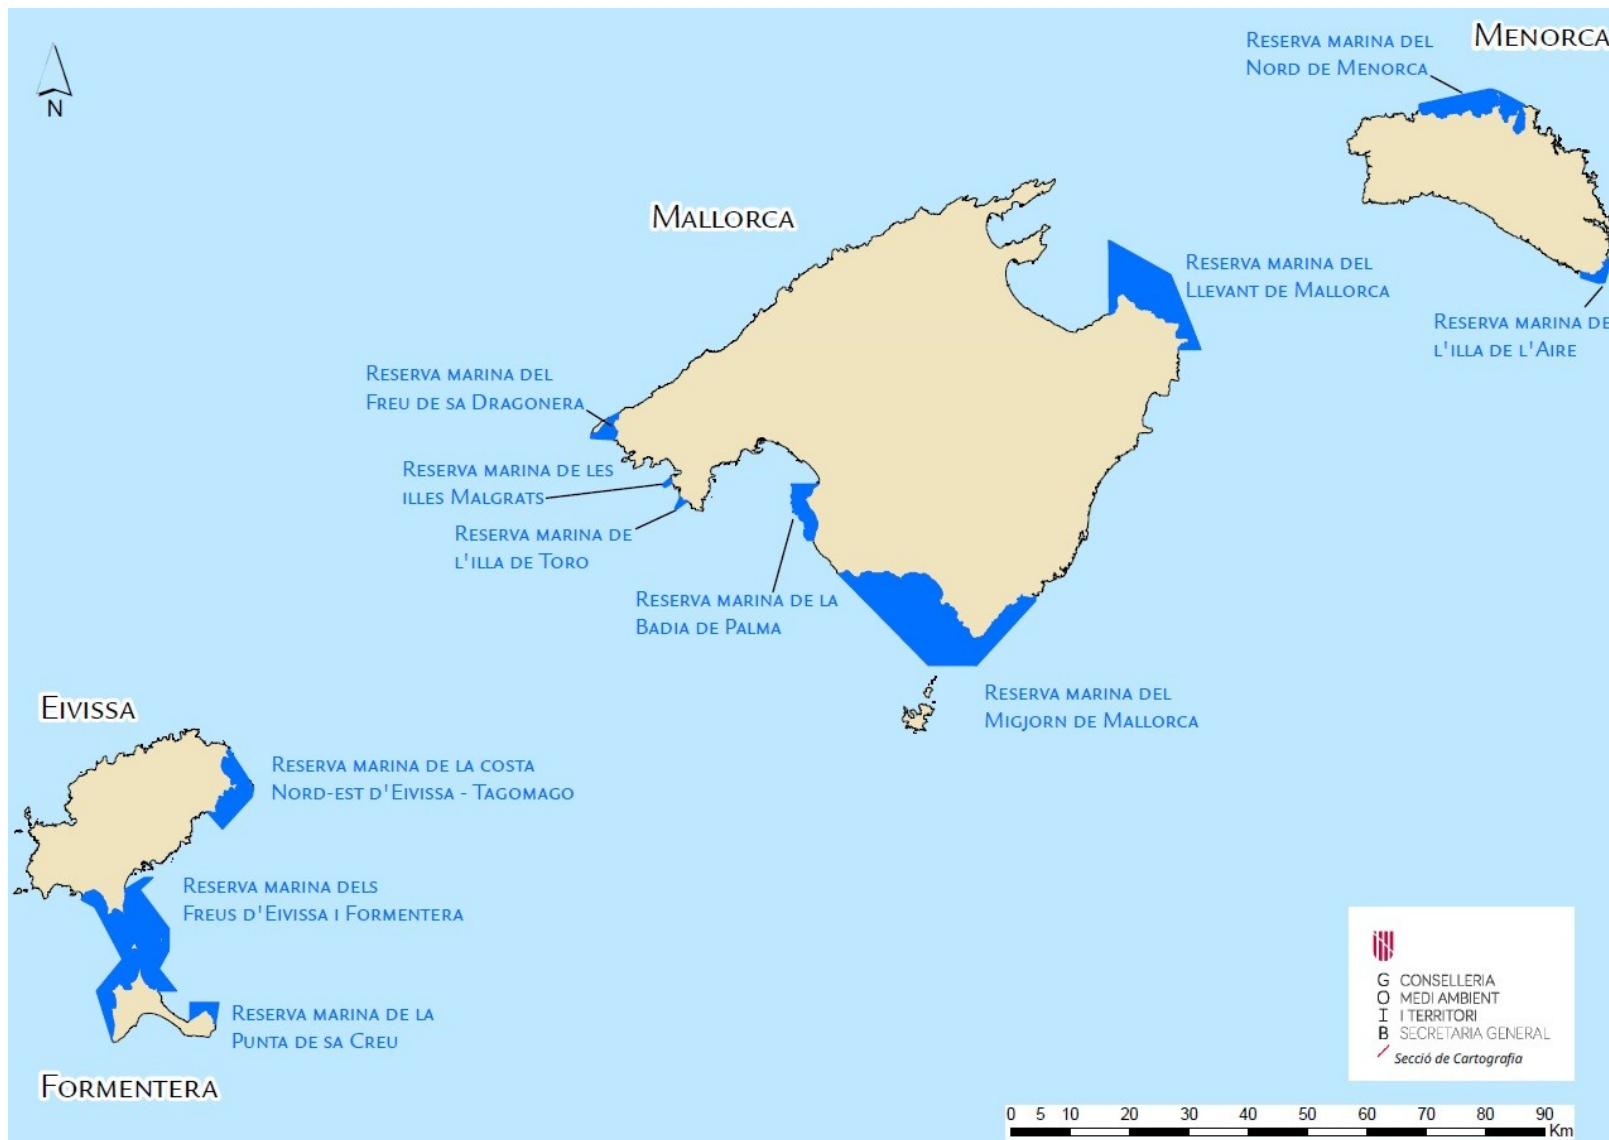 N
Menorca
Reserva marina del
Nord de Menorca
Mallorca
Reserva marina del
Llevant de Mallorca
Reserva marina de
l'illa de l'Aire
Reserva marina del
Freu de sa Dragonera
Reserva marina de les
illes Malgrats
Reserva marina de
l'illa de Toro
Reserva marina de la
Badia de Palma
Reserva marina del
Migjorn de Mallorca
Eivissa
Reserva marina de la costa
Nord-est d'Eivissa - Tagomago
Reserva marina dels
Freus d'Eivissa i Formentera
Reserva marina de la
Punta de sa Creu
Formentera
G CONSELLERIA
O MEDI AMBIENT
I I TERRITORI
B SECRETARIA GENERAL
Secció de Cartografia
0 5 10 20 30 40 50 60 70 80 90
Km